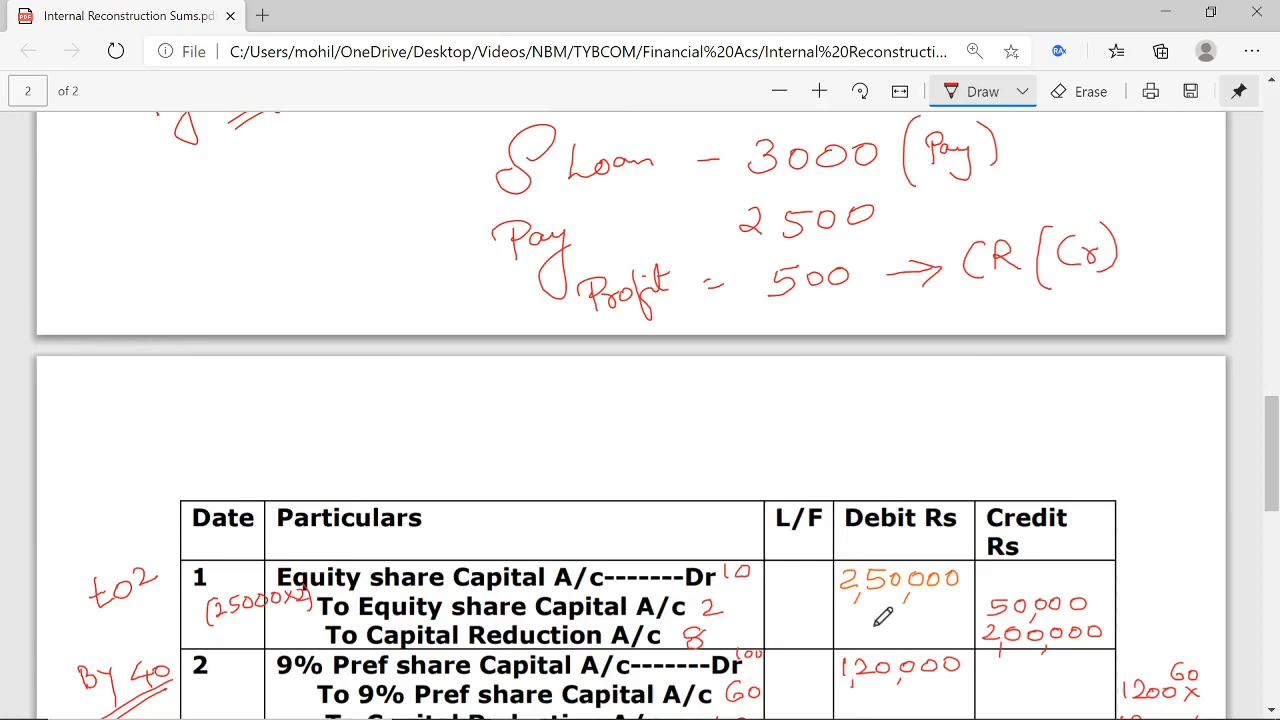 Internal Reconstruction Sums.pd
File C:/Users/mohil/OneDrive/Desktop/Videos/NBM/TYBCOM/Financial%20Acs/Internal%20Reconstructi...
2 of 2 Draw Erase
S Loan - 3000 (Pay)
Pay 2500
Profit = 500 → CR (Cr)
Date Particulars L/F Debit Rs Credit Rs
to 2 1 Equity share Capital A/c-------Dr 10 2,50,000
(25000x2) To Equity share Capital A/c 2 50,000
To Capital Reduction A/c 8 2,00,000
By 40 2 9% Pref share Capital A/c-------Dr 100 1,20,000
To 9% Pref share Capital A/c 60 1200x 60